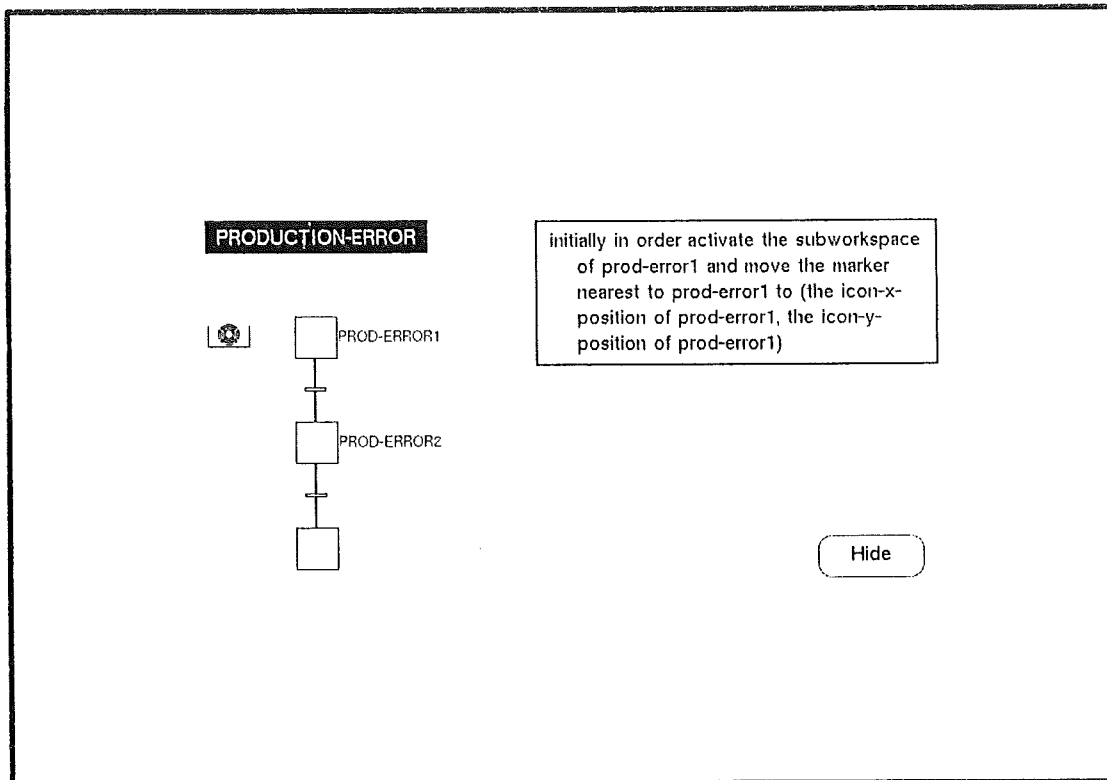 PRODUCTION-ERROR
initially in order activate the subworkspace
of prod-error1 and move the marker
nearest to prod-error1 to (the icon-x-
position of prod-error1, the icon-y-
position of prod-error1)
PROD-ERROR1
PROD-ERROR2
Hide